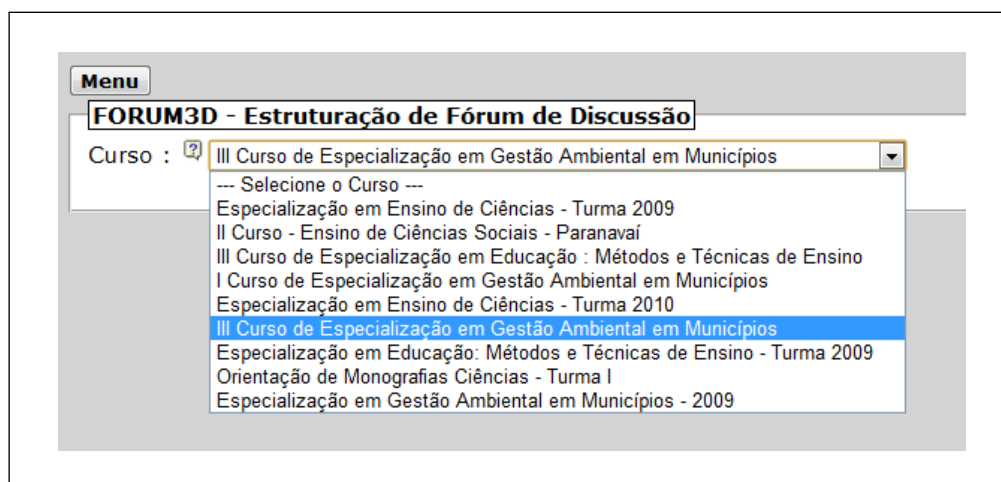 Menu
FORUM3D - Estruturação de Fórum de Discussão
Curso : III Curso de Especialização em Gestão Ambiental em Municípios
--- Selecione o Curso ---
Especialização em Ensino de Ciências - Turma 2009
II Curso - Ensino de Ciências Sociais - Paranavaí
III Curso de Especialização em Educação : Métodos e Técnicas de Ensino
I Curso de Especialização em Gestão Ambiental em Municípios
Especialização em Ensino de Ciências - Turma 2010
III Curso de Especialização em Gestão Ambiental em Municípios
Especialização em Educação: Métodos e Técnicas de Ensino - Turma 2009
Orientação de Monografias Ciências - Turma I
Especialização em Gestão Ambiental em Municípios - 2009